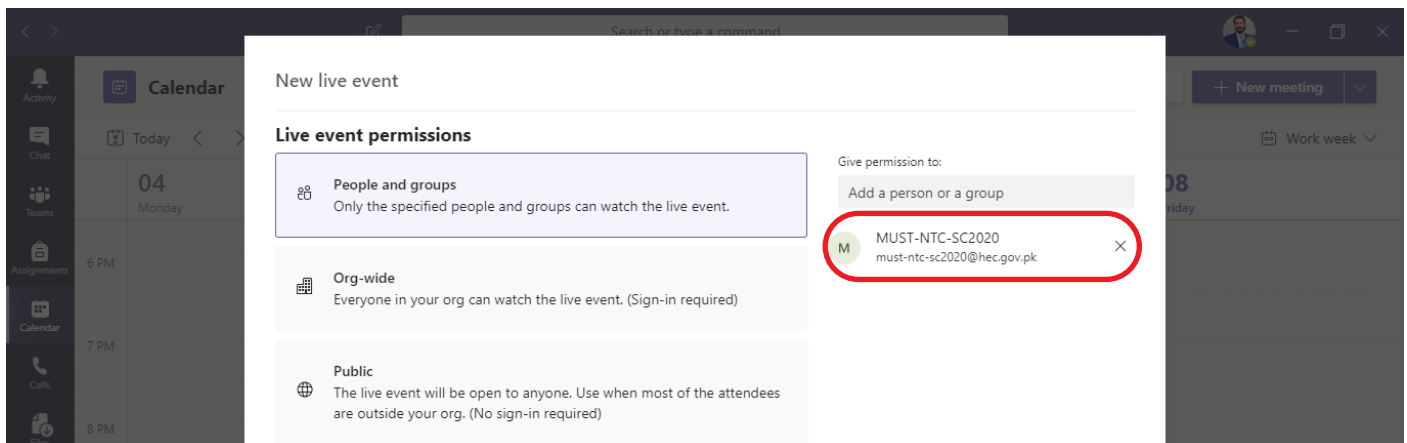 Search or type a command
Activity
Calendar
New live event
New meeting
Chat
Today
Live event permissions
Work week
Teams
04
Monday
People and groups
Only the specified people and groups can watch the live event.
Give permission to:
Add a person or a group
08
riday
M
MUST-NTC-SC2020
must-ntc-sc2020@hec.gov.pk
Assignments
6 PM
Org-wide
Everyone in your org can watch the live event. (Sign-in required)
Calendar
7 PM
Calls
Public
The live event will be open to anyone. Use when most of the attendees
are outside your org. (No sign-in required)
8 PM